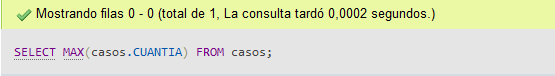 Mostrando filas 0 - 0 (total de 1, La consulta tardó 0,0002 segundos.)
SELECT MAX(casos.CUANTIA) FROM casos;